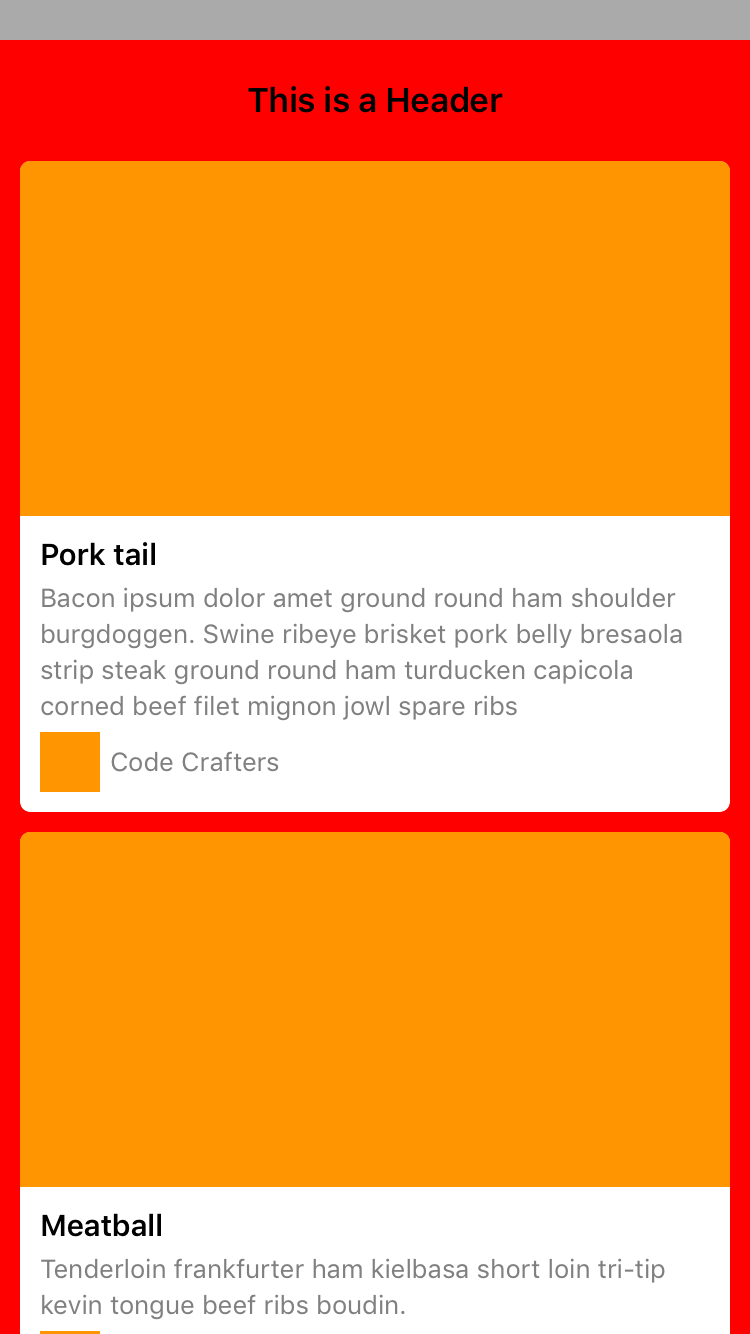 This is a Header
Pork tail
Bacon ipsum dolor amet ground round ham shoulder
burgdoggen. Swine ribeye brisket pork belly bresaola
strip steak ground round ham turducken capicola
corned beef filet mignon jowl spare ribs
Code Crafters
Meatball
Tenderloin frankfurter ham kielbasa short loin tri-tip
kevin tongue beef ribs boudin.